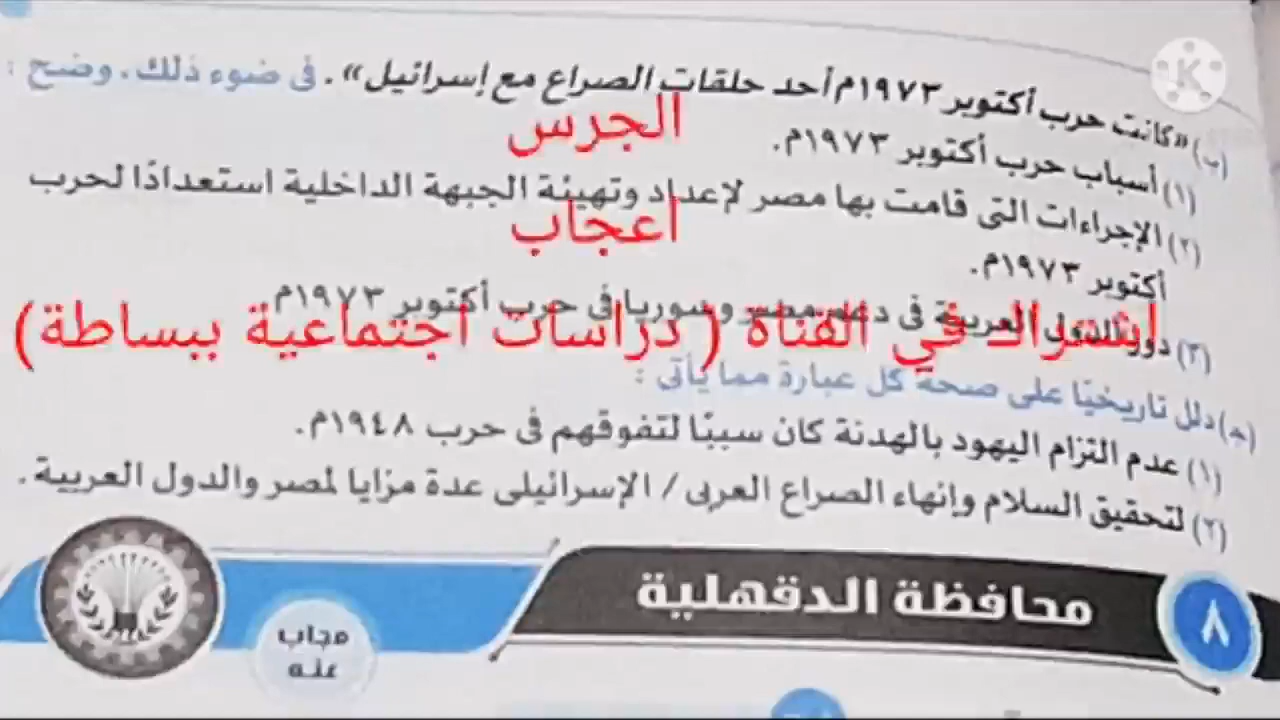 (ب) «كانت حرب أكتوبر ١٩٧٣م أحد حلقات الصراع مع إسرائيل». فى ضوء ذلك، وضح :
الجرس
(١) أسباب حرب أكتوبر ١٩٧٣م.
(٢) الإجراءات التى قامت بها مصر لإعداد وتهيئة الجبهة الداخلية استعدادًا لحرب
اعجاب
أكتوبر ١٩٧٣م.
(٣) دور الدول العربية فى دعم مصر وسوريا فى حرب أكتوبر ١٩٧٣م.
اشتراك في القناة ( دراسات اجتماعية ببساطة)
(جـ) دلل تاريخيًا على صحة كل عبارة مما يأتى :
(١) عدم التزام اليهود بالهدنة كان سببًا لتفوقهم فى حرب ١٩٤٨م.
(٢) لتحقيق السلام وإنهاء الصراع العربى / الإسرائيلى عدة مزايا لمصر والدول العربية.
٨ محافظة الدقهلية
مجاب
عنه
K